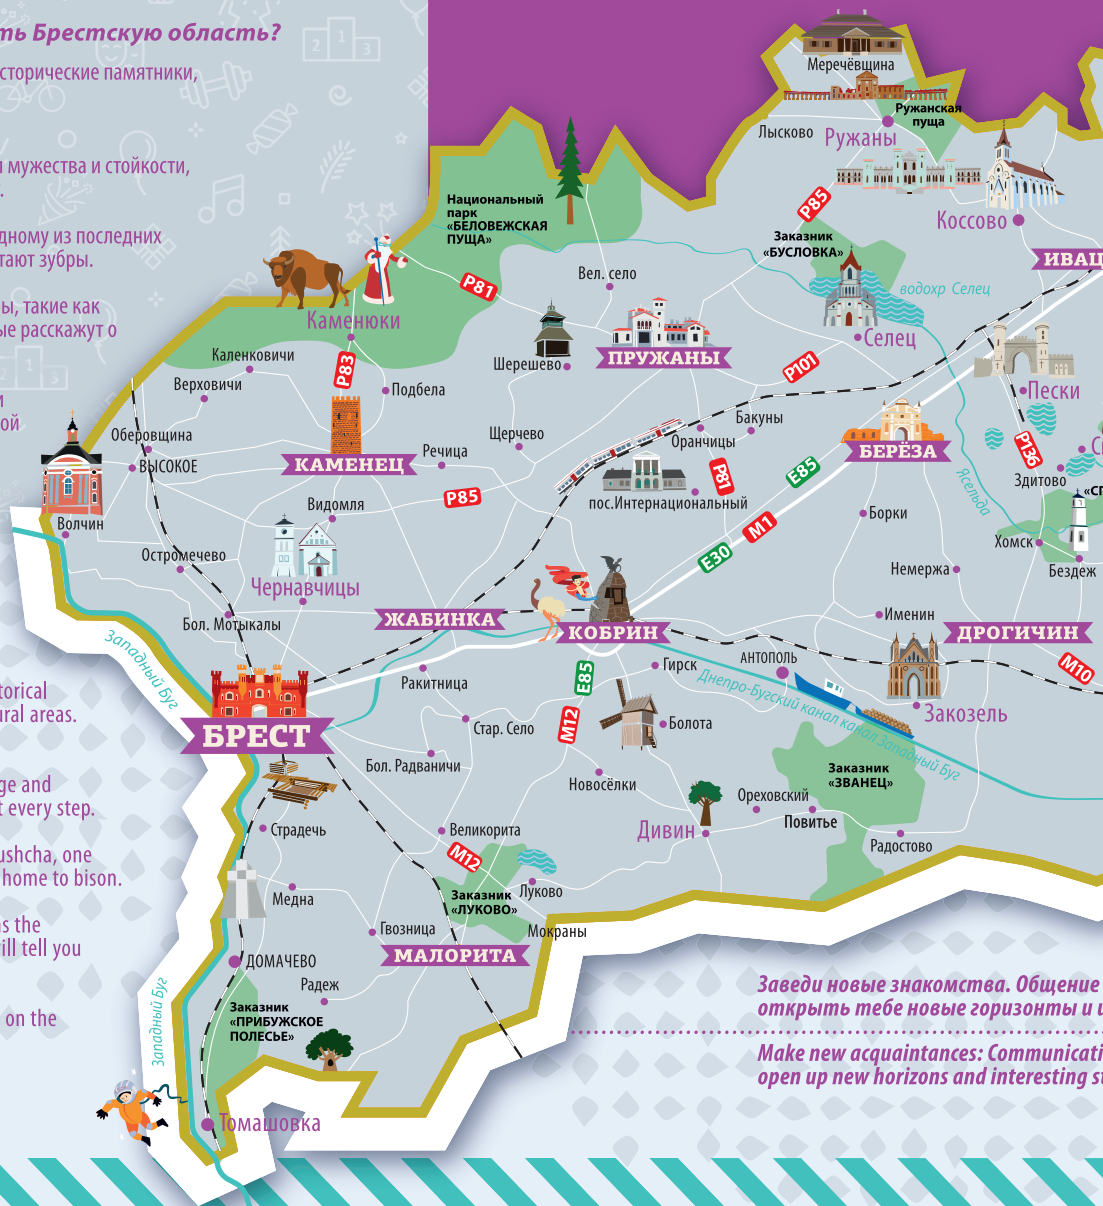 ть Брестскую область?
сторические памятники,
и мужества и стойкости,
дному из последних
тают зубры.
ры, такие как
ые расскажут о
и
ой
torical
ural areas.
ge and
t every step.
ushcha, one
home to bison.
as the
ill tell you
on the
Меречёвщина
Ружанская
пуща
Лысково
Ружаны
Национальный
парк
«БЕЛОВЕЖСКАЯ
ПУЩА»
P85
Коссово
Заказник
«БУСЛОВКА»
ИВАЦ
Вел. село
P81
водохр Селец
Каменюки
ПРУЖАНЫ
Селец
Каленковичи
P83
Шерешево
P101
Верховичи
Подбела
Пески
Бакуны
Оберовщина
Щерчево
Оранчицы
ВЫСОКОЕ
КАМЕНЕЦ
Речица
БЕРЁЗА
P136
P81
E85
Здитово
Ясельда
P85
пос.Интернациональный
«СП
Видомля
Волчин
M1
Борки
Хомск
Остромечево
E30
Немержа
Бездеж
Чернавчицы
Бол. Мотыкалы
ЖАБИНКА
КОБРИН
Именин
ДРОГИЧИН
Западный Буг
Гирск
АНТОПОЛЬ
M10
Ракитница
E85
Днепро-Бугский канал канал Западный Буг
БРЕСТ
Стар. Село
M12
Болота
Закозель
Бол. Радваничи
Новосёлки
Заказник
«ЗВАНЕЦ»
Ореховский
Страдечь
Великорита
Дивин
Повитье
Радостово
M12
Медна
Заказник
«ЛУКОВО»
Луково
Гвозница
Мокраны
МАЛОРИТА
ДОМАЧЕВО
Радеж
Западный Буг
Заказник
«ПРИБУЖСКОЕ
ПОЛЕСЬЕ»
Томашовка
Заведи новые знакомства. Общение
открыть тебе новые горизонты и и
Make new acquaintances: Communicati
open up new horizons and interesting st